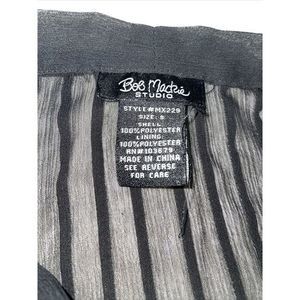 Bob Mackie
STUDIO
STYLE#MX229
SIZE: S
SHELL
100%POLYESTER
LINING:
100%POLYESTER
RN#103679
MADE IN CHINA
SEE REVERSE
FOR CARE